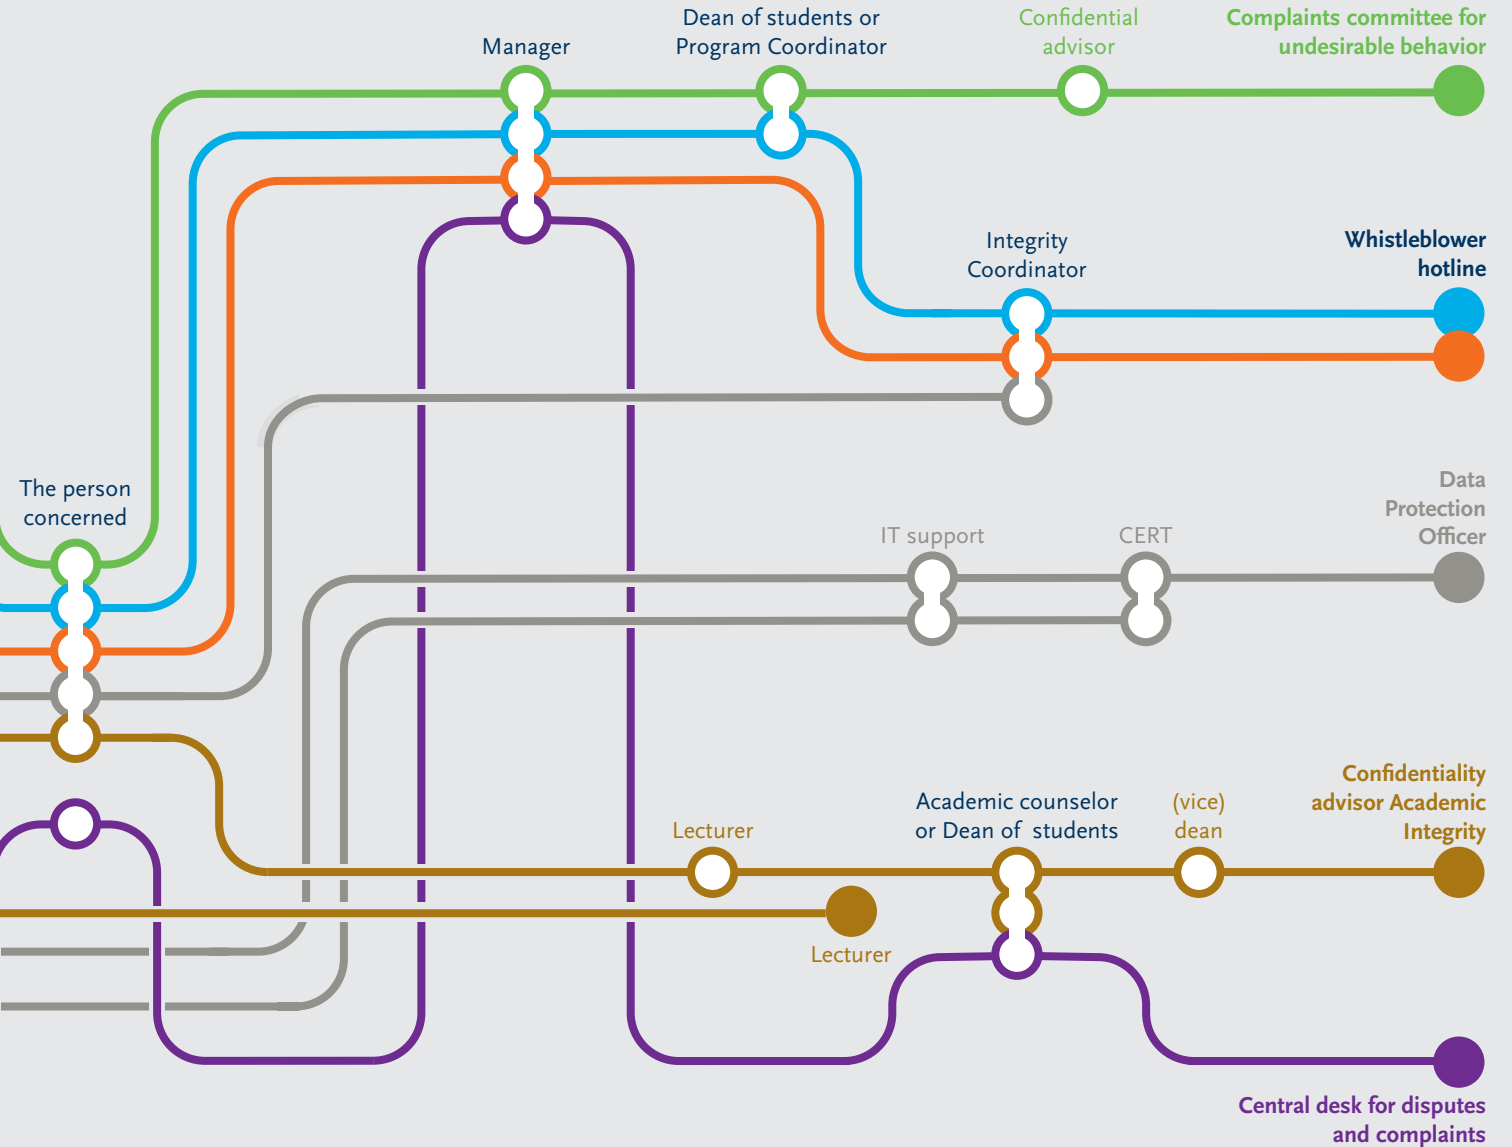 Manager
Dean of students or
Program Coordinator
Confidential
advisor
Complaints committee for
undesirable behavior
Integrity
Coordinator
Whistleblower
hotline
The person
concerned
IT support
CERT
Data
Protection
Officer
Lecturer
Academic counselor
or Dean of students
(vice)
dean
Confidentiality
advisor Academic
Integrity
Lecturer
Central desk for disputes
and complaints